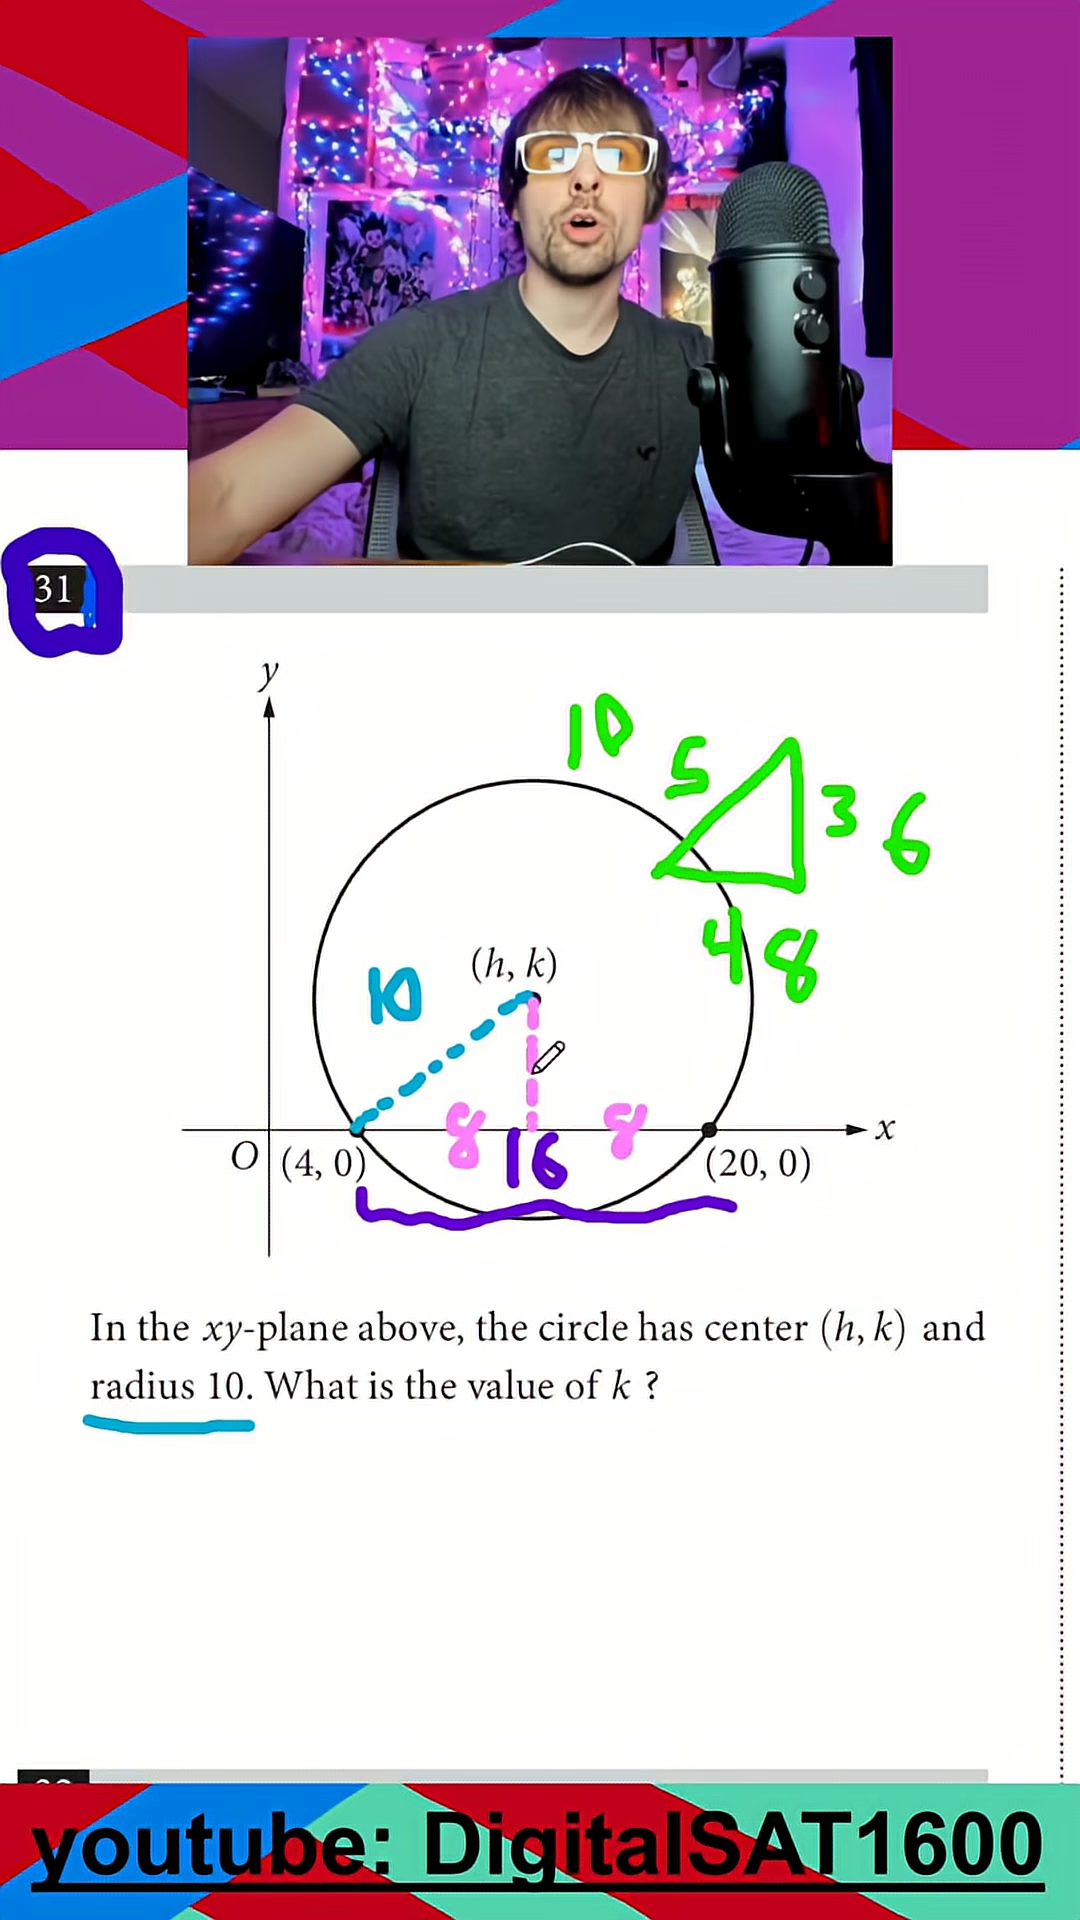 31
y
10
5
3 6
4 8
(h, k)
10
8 16 8
x
O (4, 0)
(20, 0)
In the xy-plane above, the circle has center (h, k) and
radius 10. What is the value of k ?
youtube: DigitalSAT1600